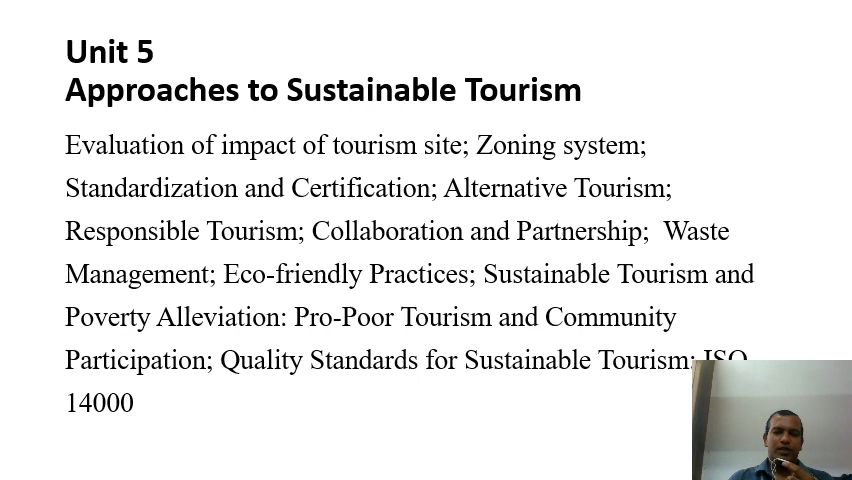 Unit 5
Approaches to Sustainable Tourism
Evaluation of impact of tourism site; Zoning system;
Standardization and Certification; Alternative Tourism;
Responsible Tourism; Collaboration and Partnership;  Waste
Management; Eco-friendly Practices; Sustainable Tourism and
Poverty Alleviation: Pro-Poor Tourism and Community
Participation; Quality Standards for Sustainable Tourism: ISO
14000